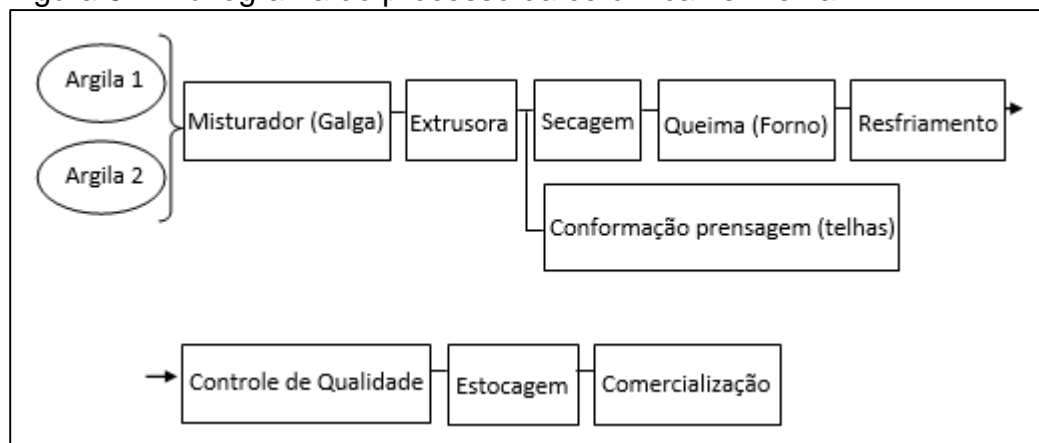 Argila 1
Argila 2
Misturador (Galga)
Extrusora
Secagem
Queima (Forno)
Resfriamento
Conformação prensagem (telhas)
Controle de Qualidade
Estocagem
Comercialização